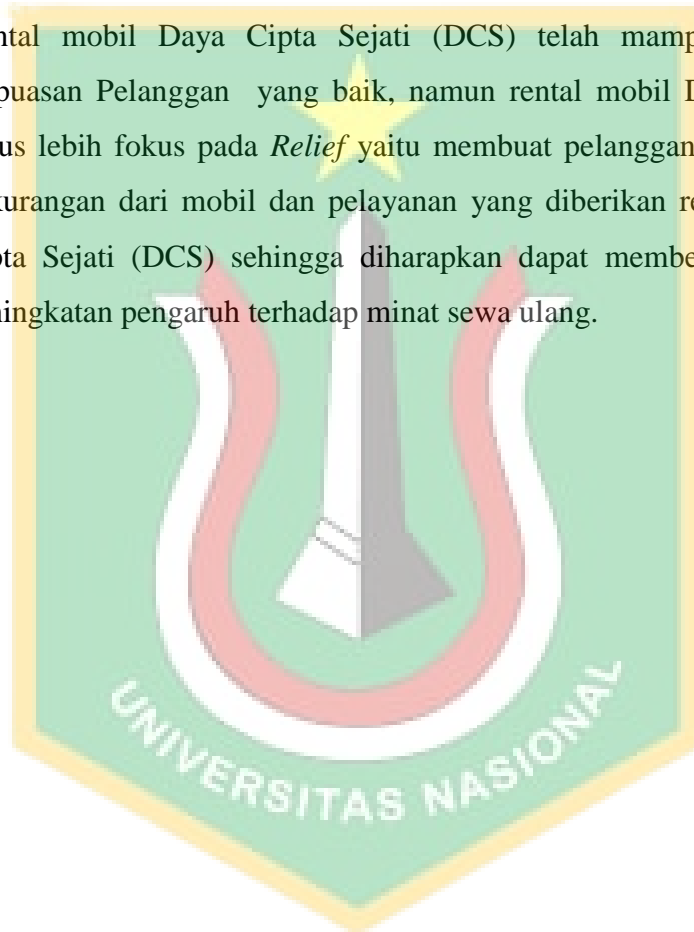 ntal mobil Daya Cipta Sejati (DCS) telah mamp
puasan Pelanggan yang baik, namun rental mobil D
us lebih fokus pada Relief yaitu membuat pelanggan
kurangan dari mobil dan pelayanan yang diberikan re
ta Sejati (DCS) sehingga diharapkan dapat membe
ningkatan pengaruh terhadap minat sewa ulang.
UNIVERSITAS NASIONAL